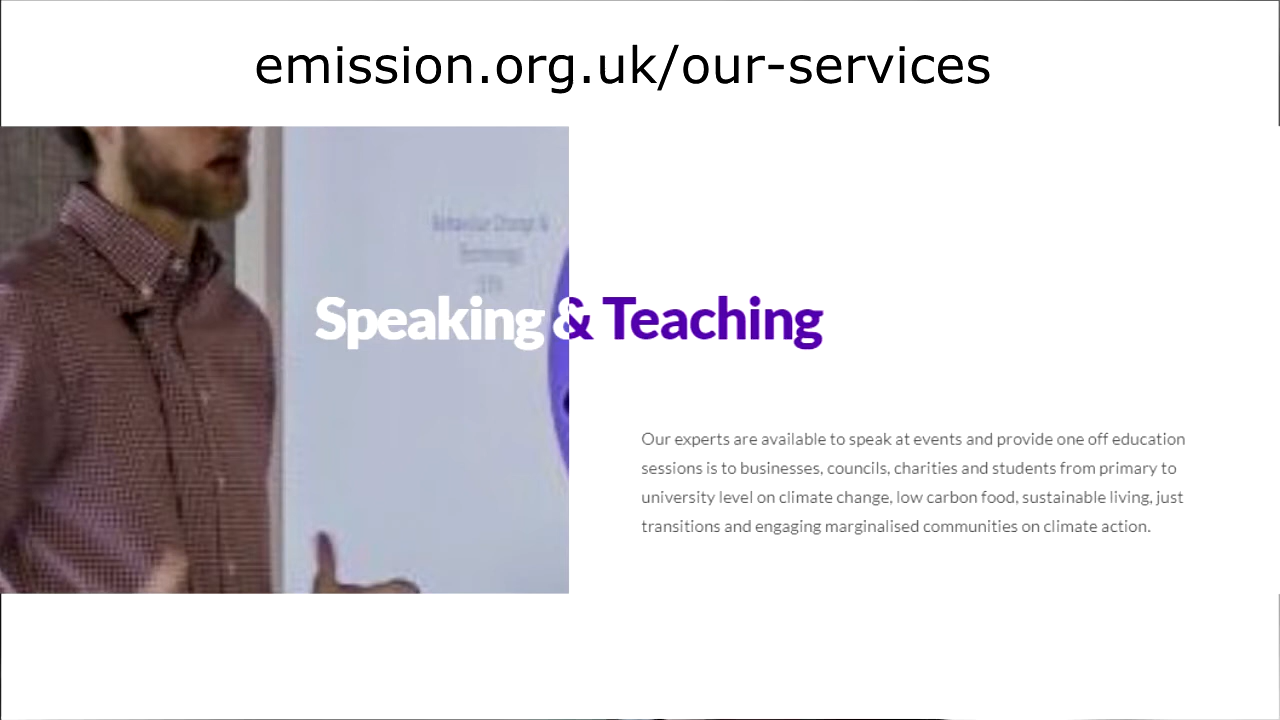 emission.org.uk/our-services
Speaking & Teaching
Our experts are available to speak at events and provide one off education
sessions is to businesses, councils, charities and students from primary to
university level on climate change, low carbon food, sustainable living, just
transitions and engaging marginalised communities on climate action.